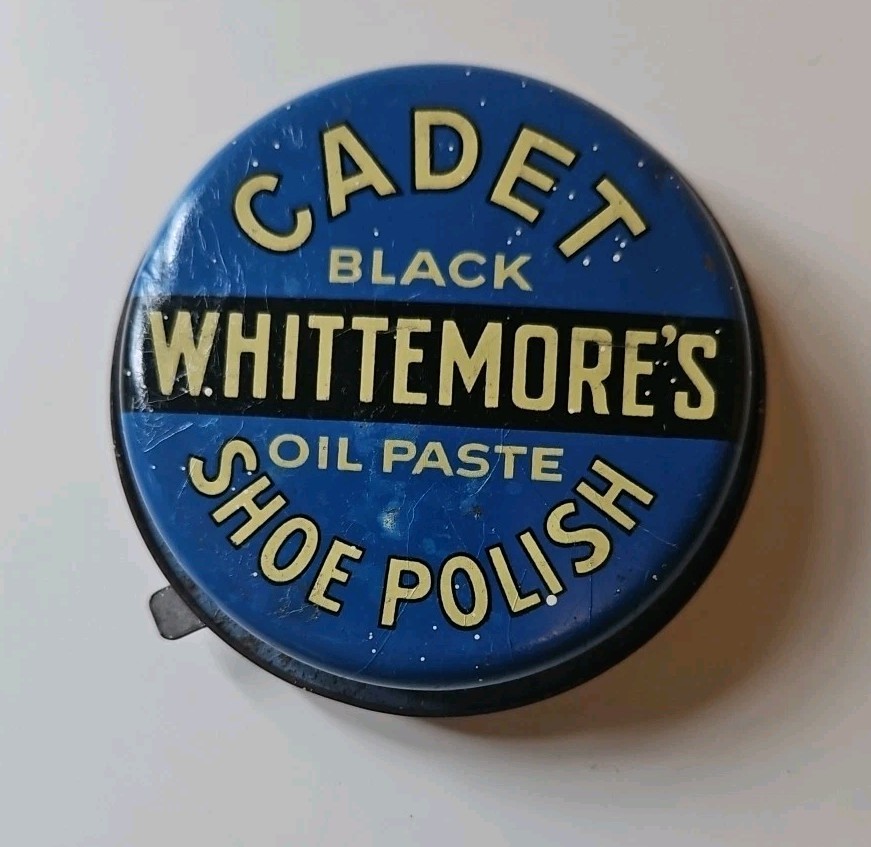 CADET
BLACK
WHITTEMORE'S
OIL PASTE
SHOE POLISH